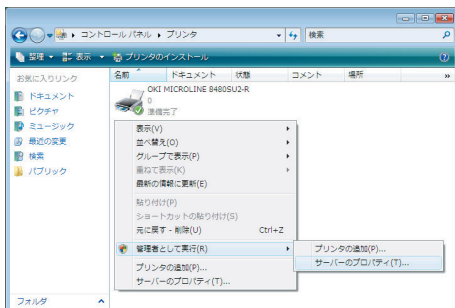 コントロール パネル ▸ プリンタ
検索
整理 表示 プリンタのインストール
お気に入りリンク
ドキュメント
ピクチャ
ミュージック
最近の変更
検索
パブリック
フォルダ
名前 ドキュメント 状態 コメント 場所 »
OKI MICROLINE 8480SU2-R
0
準備完了
表示(V)
並べ替え(O)
グループで表示(P)
重ねて表示(K)
最新の情報に更新(E)
貼り付け(P)
ショートカットの貼り付け(S)
元に戻す - 削除(U) Ctrl+Z
管理者として実行(R)
プリンタの追加(P)...
サーバーのプロパティ(T)...
プリンタの追加(P)...
サーバーのプロパティ(T)...